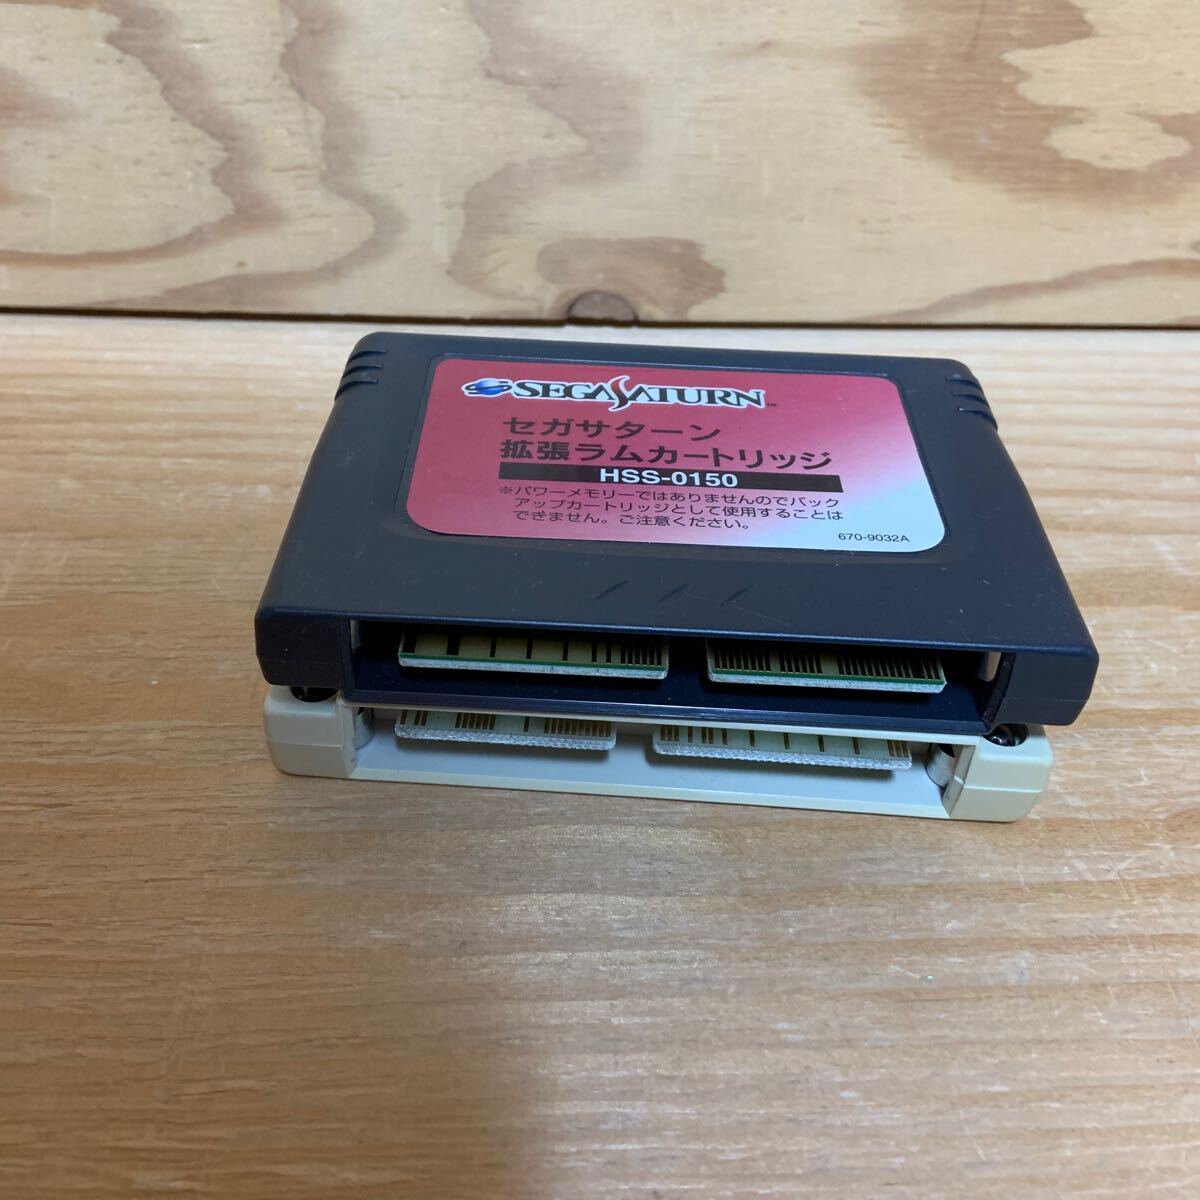 SEGA SATURN™
セガサターン
拡張ラムカートリッジ
HSS-0150
※パワーメモリーではありませんのでバック
アップカートリッジとして使用することは
できません。ご注意ください。
670-9032A